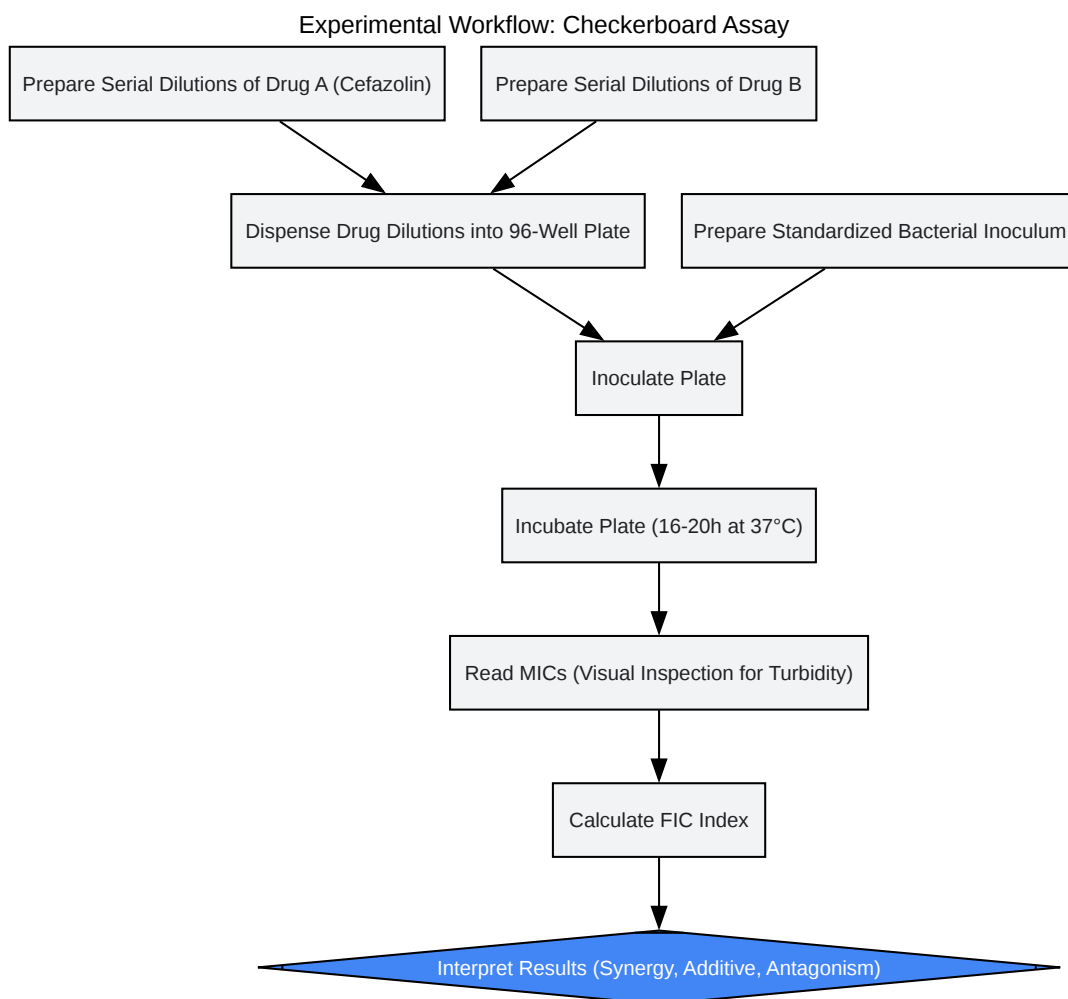 Experimental Workflow: Checkerboard Assay
Prepare Serial Dilutions of Drug A (Cefazolin)
Prepare Serial Dilutions of Drug B
Dispense Drug Dilutions into 96-Well Plate
Prepare Standardized Bacterial Inoculum
Inoculate Plate
Incubate Plate (16-20h at 37°C)
Read MICs (Visual Inspection for Turbidity)
Calculate FIC Index
Interpret Results (Synergy, Additive, Antagonism)